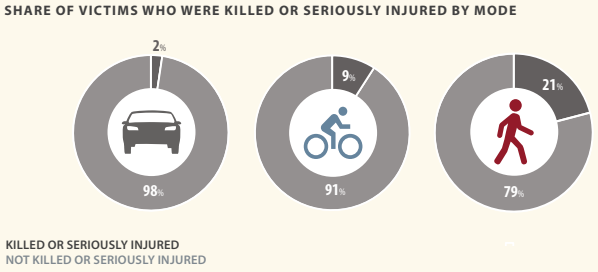 SHARE OF VICTIMS WHO WERE KILLED OR SERIOUSLY INJURED BY MODE
2%
9%
21%
98%
91%
79%
KILLED OR SERIOUSLY INJURED
NOT KILLED OR SERIOUSLY INJURED